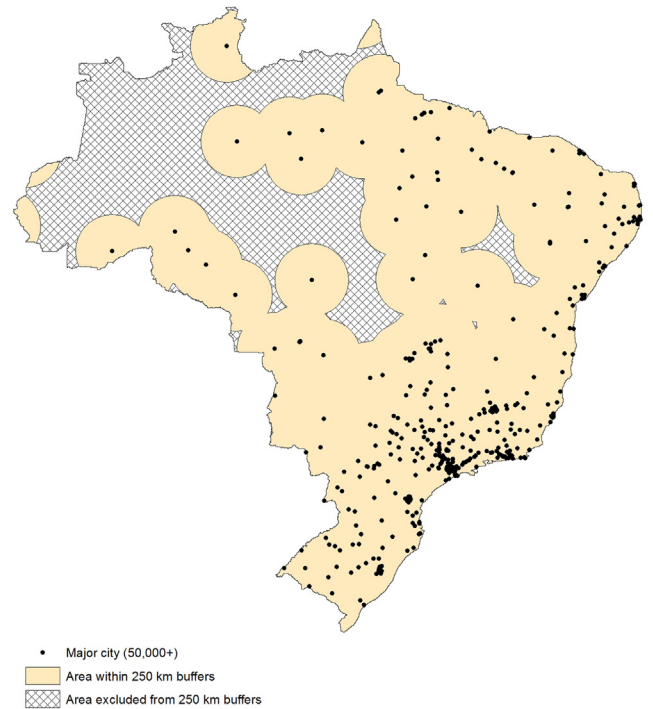 Major city (50,000+)
Area within 250 km buffers
Area excluded from 250 km buffers